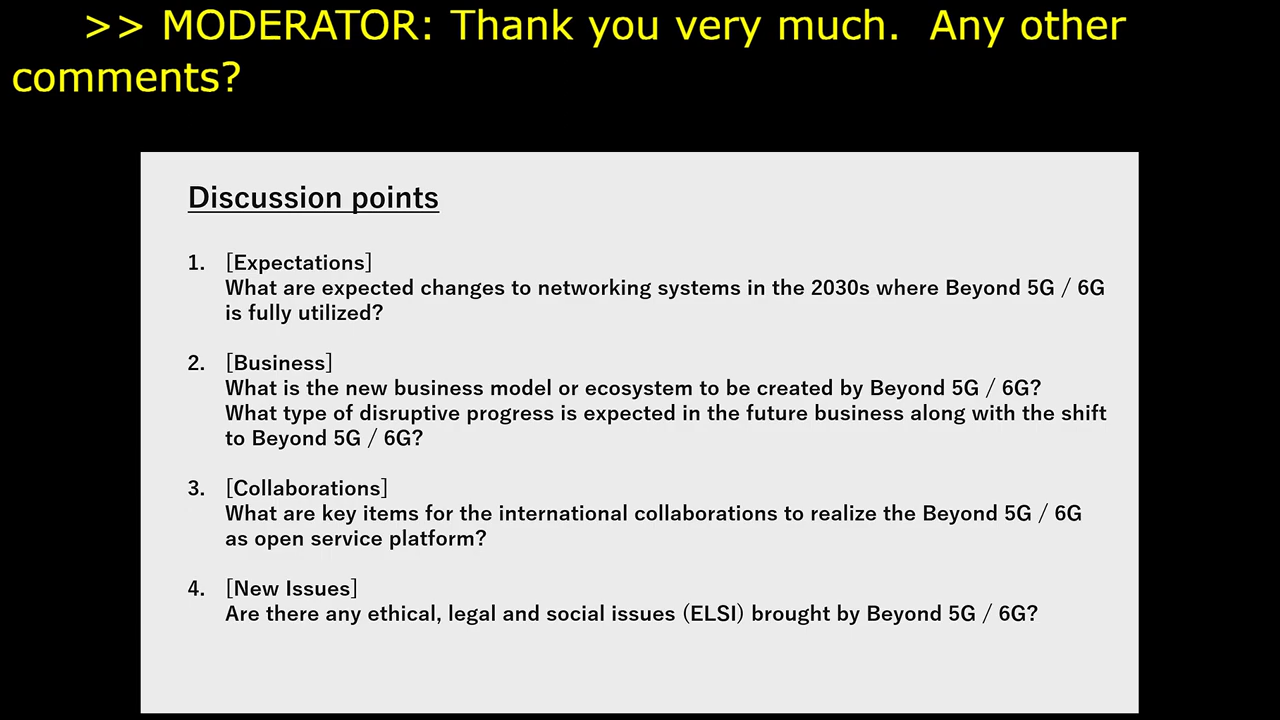 >> MODERATOR: Thank you very much.  Any other
comments?
Discussion points
1. [Expectations]
What are expected changes to networking systems in the 2030s where Beyond 5G / 6G
is fully utilized?
2. [Business]
What is the new business model or ecosystem to be created by Beyond 5G / 6G?
What type of disruptive progress is expected in the future business along with the shift
to Beyond 5G / 6G?
3. [Collaborations]
What are key items for the international collaborations to realize the Beyond 5G / 6G
as open service platform?
4. [New Issues]
Are there any ethical, legal and social issues (ELSI) brought by Beyond 5G / 6G?